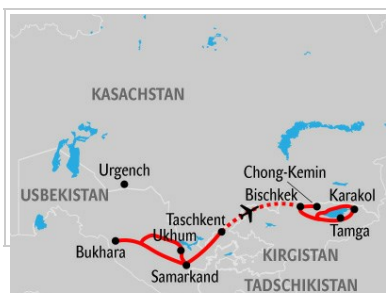 KASACHSTAN
Chong-Kemin
Urgench
Bischkek
Karakol
USBEKISTAN
Taschkent
Ukhum
Tamga
Bukhara
KIRGISTAN
Samarkand
TADSCHIKISTAN